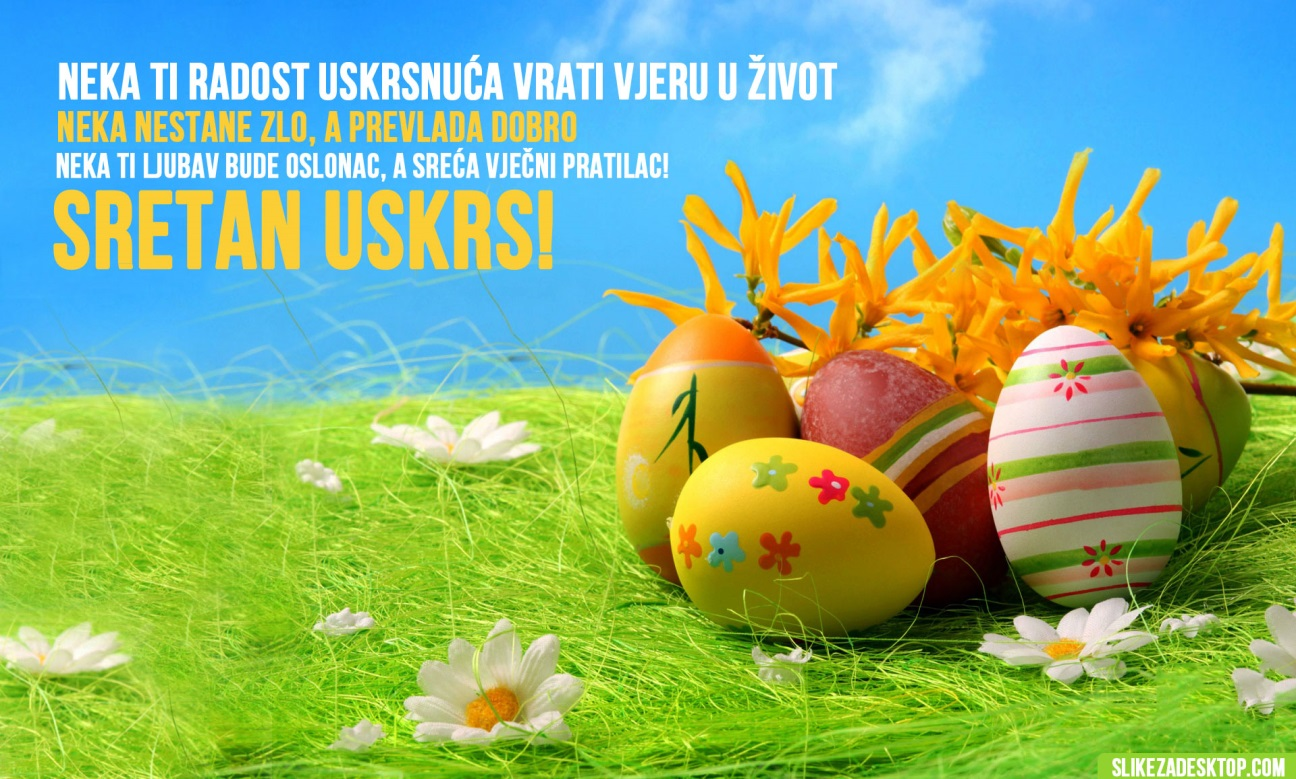 NEKA TI RADOST USKRSNUĆA VRATI VJERU U ŽIVOT
NEKA NESTANE ZLO, A PREVLADA DOBRO
NEKA TI LJUBAV BUDE OSLONAC, A SREĆA VJEČNI PRATILAC!
SRETAN USKRS!
SLIKEZADESKTOP.COM